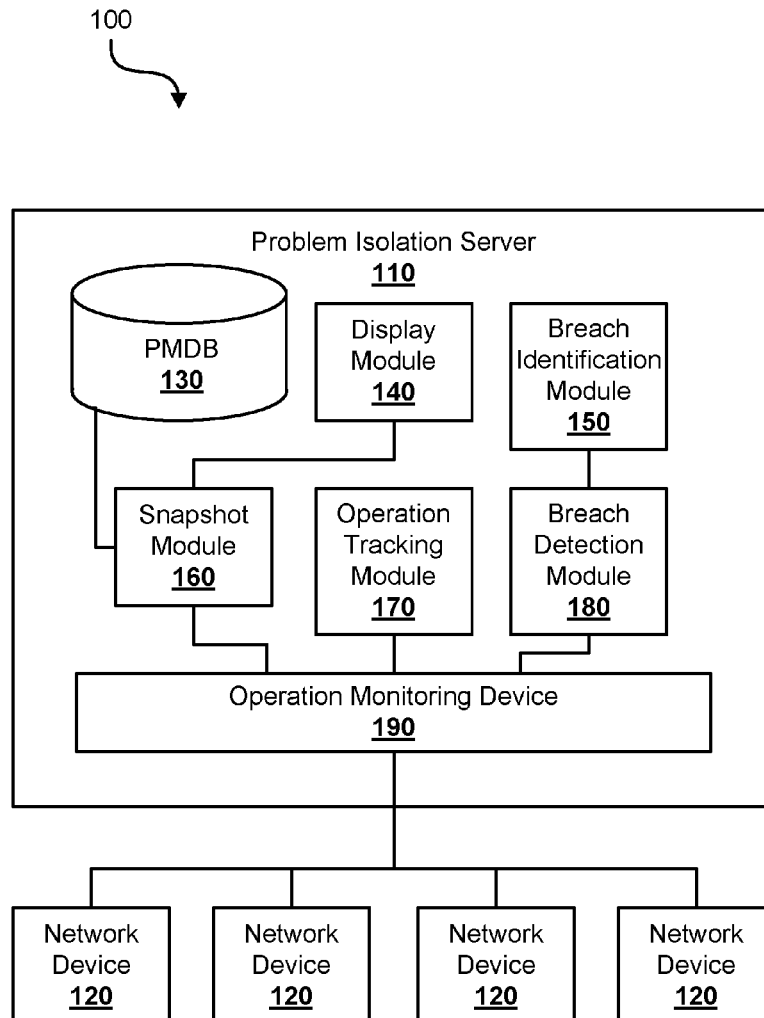 100
Problem Isolation Server
110
PMDB
130
Display
Module
140
Breach
Identification
Module
150
Snapshot
Module
160
Operation
Tracking
Module
170
Breach
Detection
Module
180
Operation Monitoring Device
190
Network
Device
120
Network
Device
120
Network
Device
120
Network
Device
120